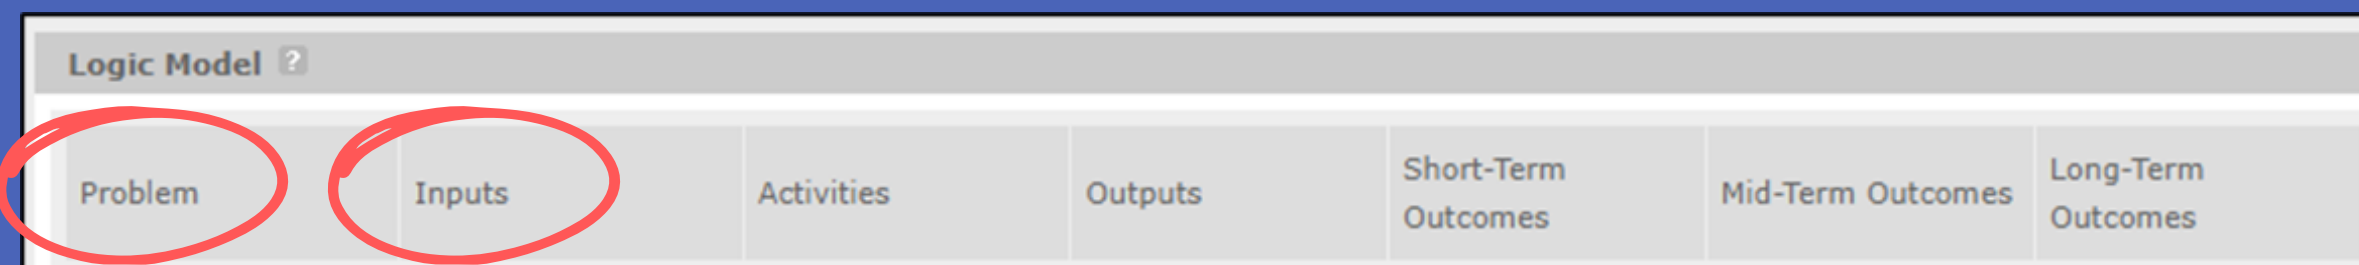 Logic Model ?
Problem
Inputs
Activities
Outputs
Short-Term
Outcomes
Mid-Term Outcomes
Long-Term
Outcomes